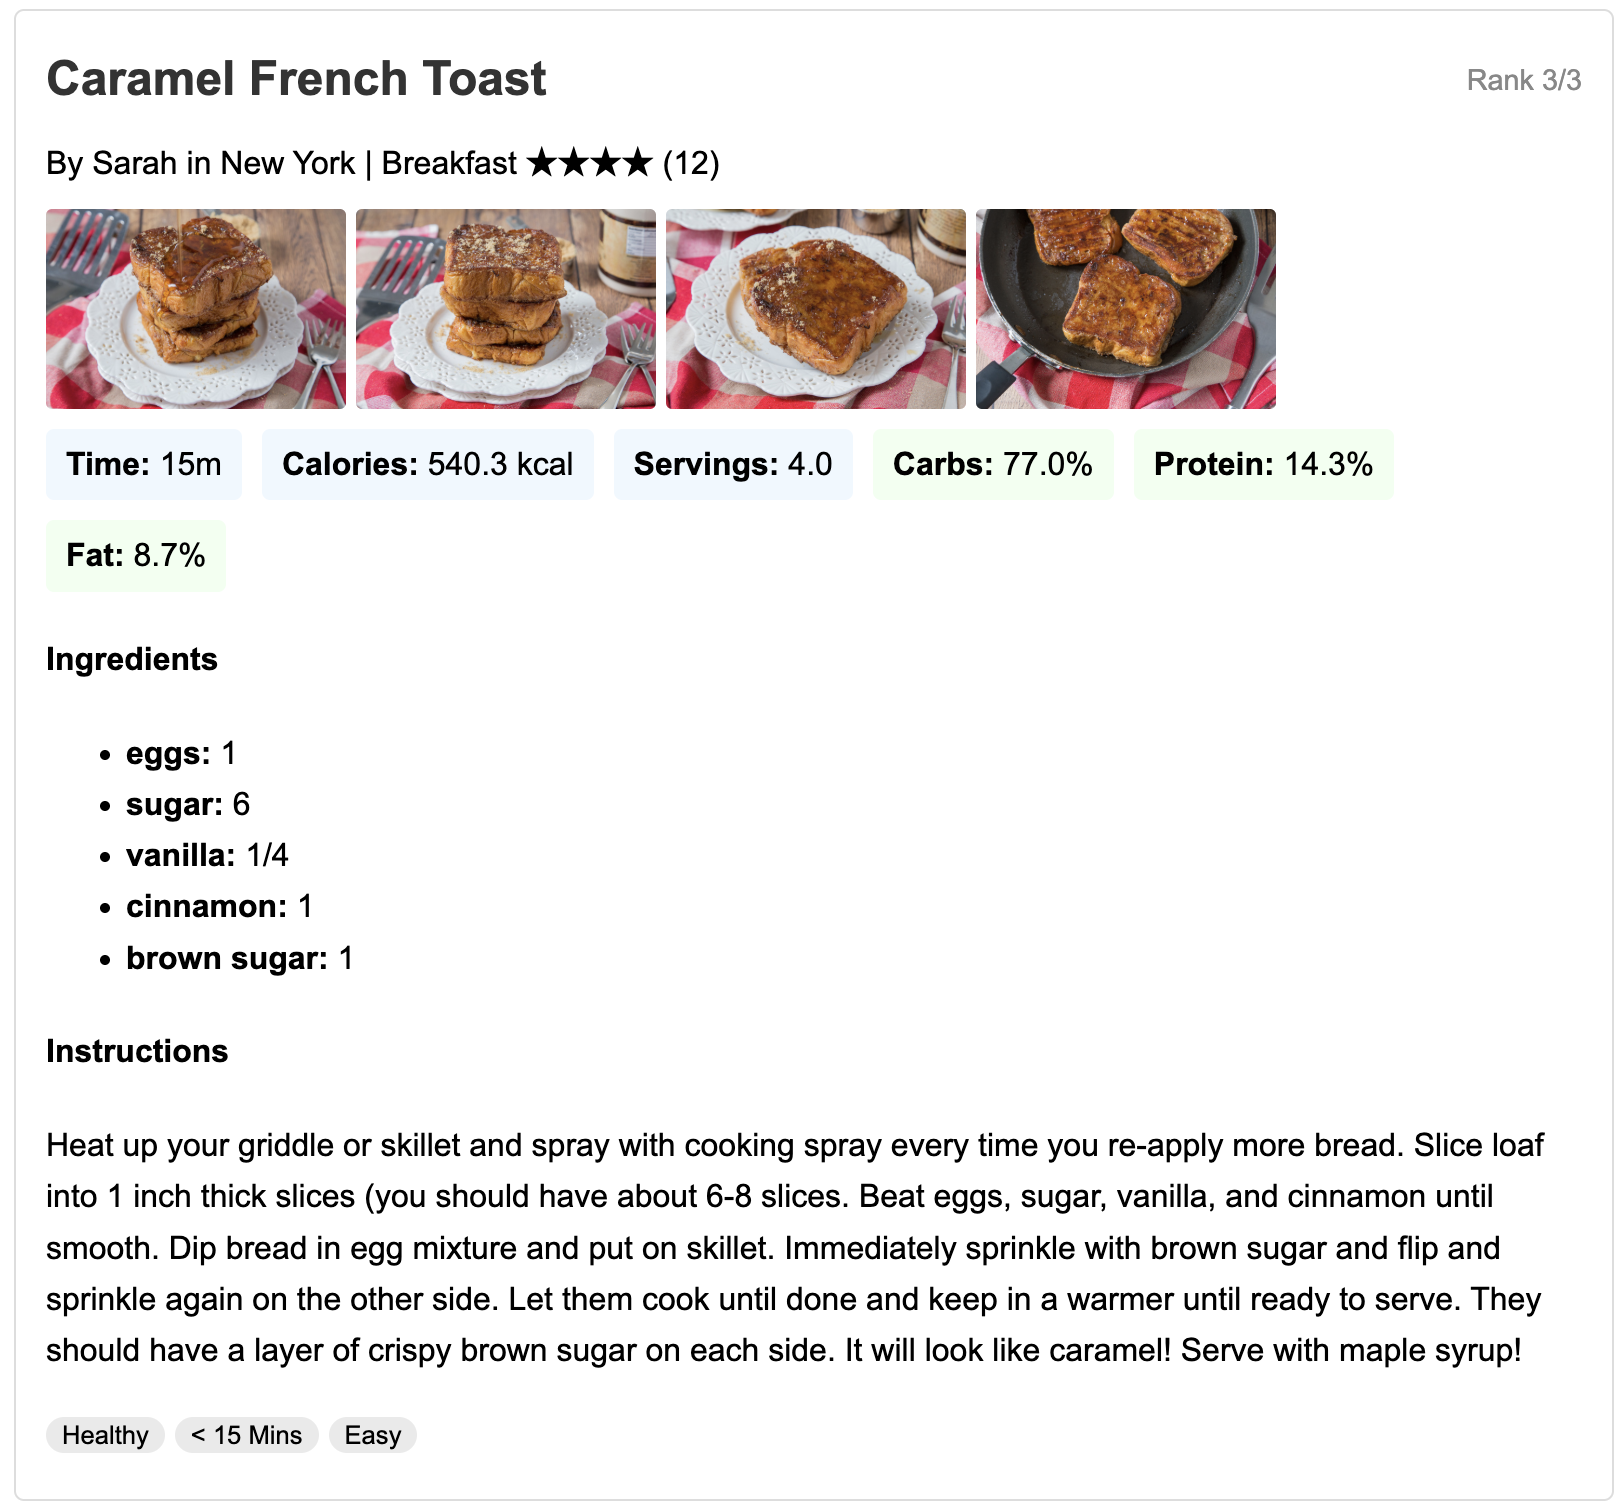 Caramel French Toast
Rank 3/3
By Sarah in New York | Breakfast ★★★★ (12)
Time: 15m
Calories: 540.3 kcal
Servings: 4.0
Carbs: 77.0%
Protein: 14.3%
Fat: 8.7%
Ingredients
• eggs: 1
• sugar: 6
• vanilla: 1/4
• cinnamon: 1
• brown sugar: 1
Instructions
Heat up your griddle or skillet and spray with cooking spray every time you re-apply more bread. Slice loaf
into 1 inch thick slices (you should have about 6-8 slices. Beat eggs, sugar, vanilla, and cinnamon until
smooth. Dip bread in egg mixture and put on skillet. Immediately sprinkle with brown sugar and flip and
sprinkle again on the other side. Let them cook until done and keep in a warmer until ready to serve. They
should have a layer of crispy brown sugar on each side. It will look like caramel! Serve with maple syrup!
Healthy
< 15 Mins
Easy